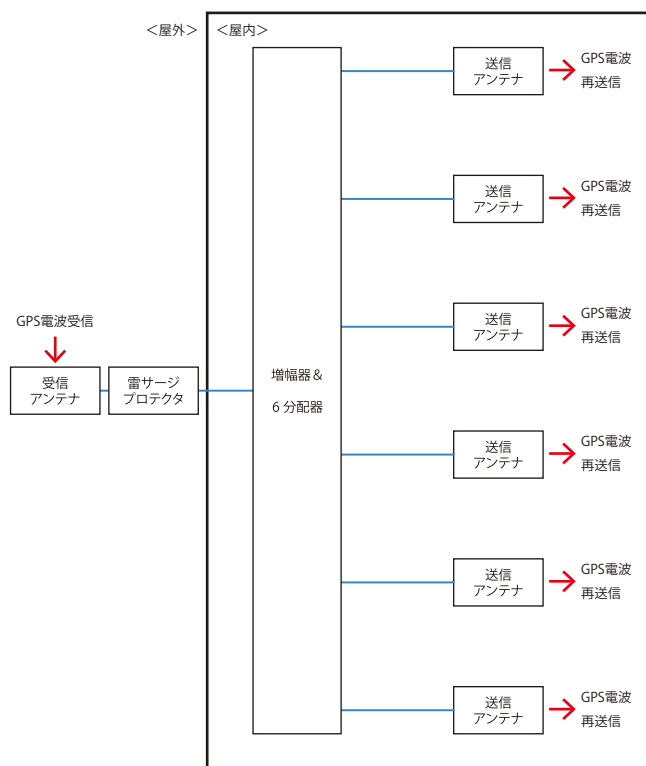 ＜屋外＞
＜屋内＞
GPS電波受信
受信
アンテナ
雷サージ
プロテクタ
増幅器＆
6 分配器
送信
アンテナ
GPS電波
再送信
送信
アンテナ
GPS電波
再送信
送信
アンテナ
GPS電波
再送信
送信
アンテナ
GPS電波
再送信
送信
アンテナ
GPS電波
再送信
送信
アンテナ
GPS電波
再送信